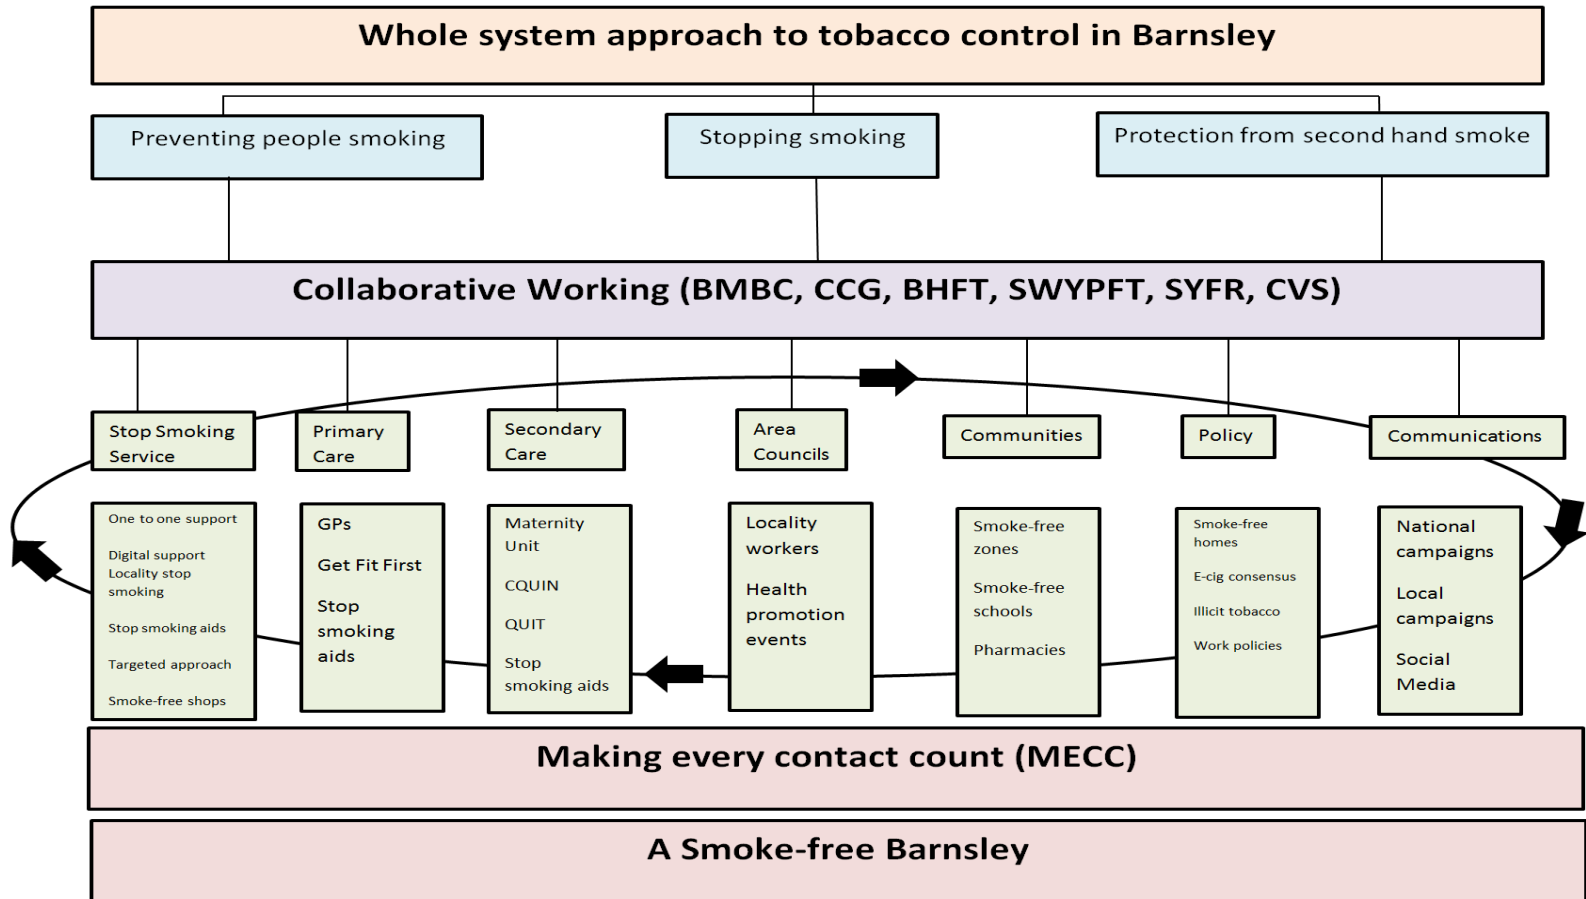 Whole system approach to tobacco control in Barnsley
Preventing people smoking
Stopping smoking
Protection from second hand smoke
Collaborative Working (BMBC, CCG, BHFT, SWYPFT, SYFR, CVS)
Stop Smoking
Service
Primary
Care
Secondary
Care
Area
Councils
Communities
Policy
Communications
One to one support
Digital support
Locality stop
smoking
Stop smoking aids
Targeted approach
Smoke-free shops
GPs
Get Fit First
Stop
smoking
aids
Maternity
Unit
CQUIN
QUIT
Stop
smoking aids
Locality
workers
Health
promotion
events
Smoke-free
zones
Smoke-free
schools
Pharmacies
Smoke-free
homes
E-cig consensus
Illicit tobacco
Work policies
National
campaigns
Local
campaigns
Social
Media
Making every contact count (MECC)
A Smoke-free Barnsley